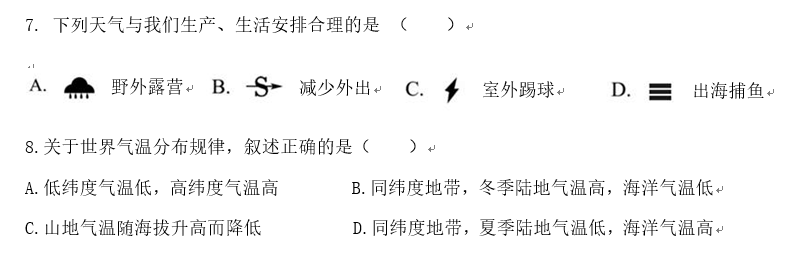 7. 下列天气与我们生产、生活安排合理的是 （　　）
A. 野外露营 B. 减少外出 C. 室外踢球 D. 出海捕鱼
8.关于世界气温分布规律，叙述正确的是（　　）
A.低纬度气温低，高纬度气温高 B.同纬度地带，冬季陆地气温高，海洋气温低
C.山地气温随海拔升高而降低 D.同纬度地带，夏季陆地气温低，海洋气温高